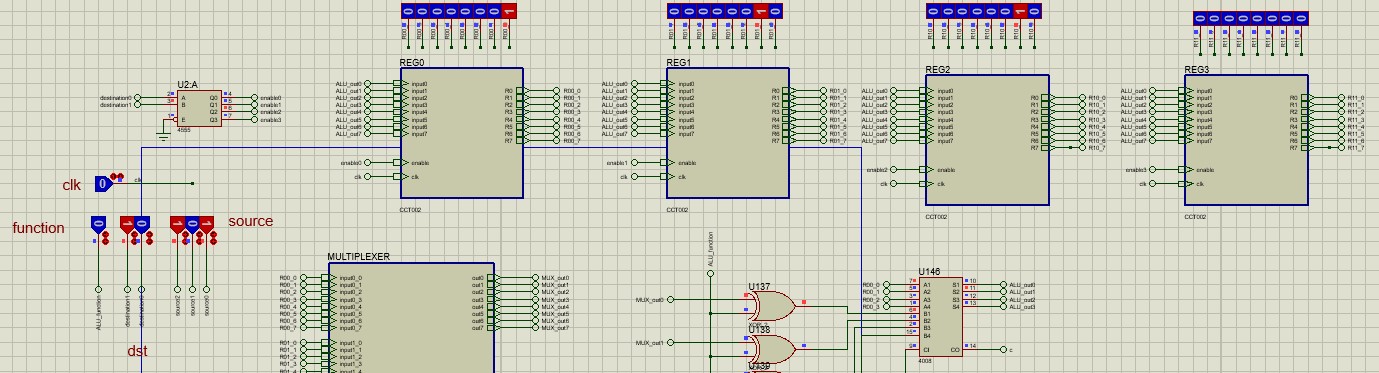 0 0 0 0 0 0 0 1
0 0 0 0 0 0 1 0
0 0 0 0 0 0 1 0
0 0 0 0 0 0 0 0
REG0
REG1
REG2
REG3
U2:A
destination0
destination1
A
B
E
Q0
Q1
Q2
Q3
enable0
enable1
enable2
enable3
4555
ALU_out0
ALU_out1
ALU_out2
ALU_out3
ALU_out4
ALU_out5
ALU_out6
ALU_out7
input0
input1
input2
input3
input4
input5
input6
input7
R0
R1
R2
R3
R4
R5
R6
R7
R00_0
R00_1
R00_2
R00_3
R00_4
R00_5
R00_6
R00_7
enable0
enable
clk
clk
CCT002
ALU_out0
ALU_out1
ALU_out2
ALU_out3
ALU_out4
ALU_out5
ALU_out6
ALU_out7
input0
input1
input2
input3
input4
input5
input6
input7
R0
R1
R2
R3
R4
R5
R6
R7
R01_0
R01_1
R01_2
R01_3
R01_4
R01_5
R01_6
R01_7
enable1
enable
clk
clk
CCT002
ALU_out0
ALU_out1
ALU_out2
ALU_out3
ALU_out4
ALU_out5
ALU_out6
ALU_out7
input0
input1
input2
input3
input4
input5
input6
input7
R0
R1
R2
R3
R4
R5
R6
R7
R10_0
R10_1
R10_2
R10_3
R10_4
R10_5
R10_6
R10_7
enable2
enable
clk
clk
CCT002
ALU_out0
ALU_out1
ALU_out2
ALU_out3
ALU_out4
ALU_out5
ALU_out6
ALU_out7
input0
input1
input2
input3
input4
input5
input6
input7
R0
R1
R2
R3
R4
R5
R6
R7
R11_0
R11_1
R11_2
R11_3
R11_4
R11_5
R11_6
R11_7
enable3
enable
clk
clk
CCT002
clk
0
clk
function
0
1 0
1 0 1
source
ALU_function
destination1
destination0
source2
source1
source0
dst
MULTIPLEXER
R00_0
R00_1
R00_2
R00_3
R00_4
R00_5
R00_6
R00_7
input0_0
input0_1
input0_2
input0_3
input0_4
input0_5
input0_6
input0_7
out0
out1
out2
out3
out4
out5
out6
out7
MUX_out0
MUX_out1
MUX_out2
MUX_out3
MUX_out4
MUX_out5
MUX_out6
MUX_out7
R01_0
R01_1
R01_2
R01_3
input1_0
input1_1
input1_2
input1_3
ALU_function
MUX_out0
U137
MUX_out1
U138
U139
U146
R00_0
R00_1
R00_2
R00_3
A1
A2
A3
A4
B1
B2
B3
B4
CI
S1
S2
S3
S4
CO
10
11
12
13
14
ALU_out0
ALU_out1
ALU_out2
ALU_out3
c
4008